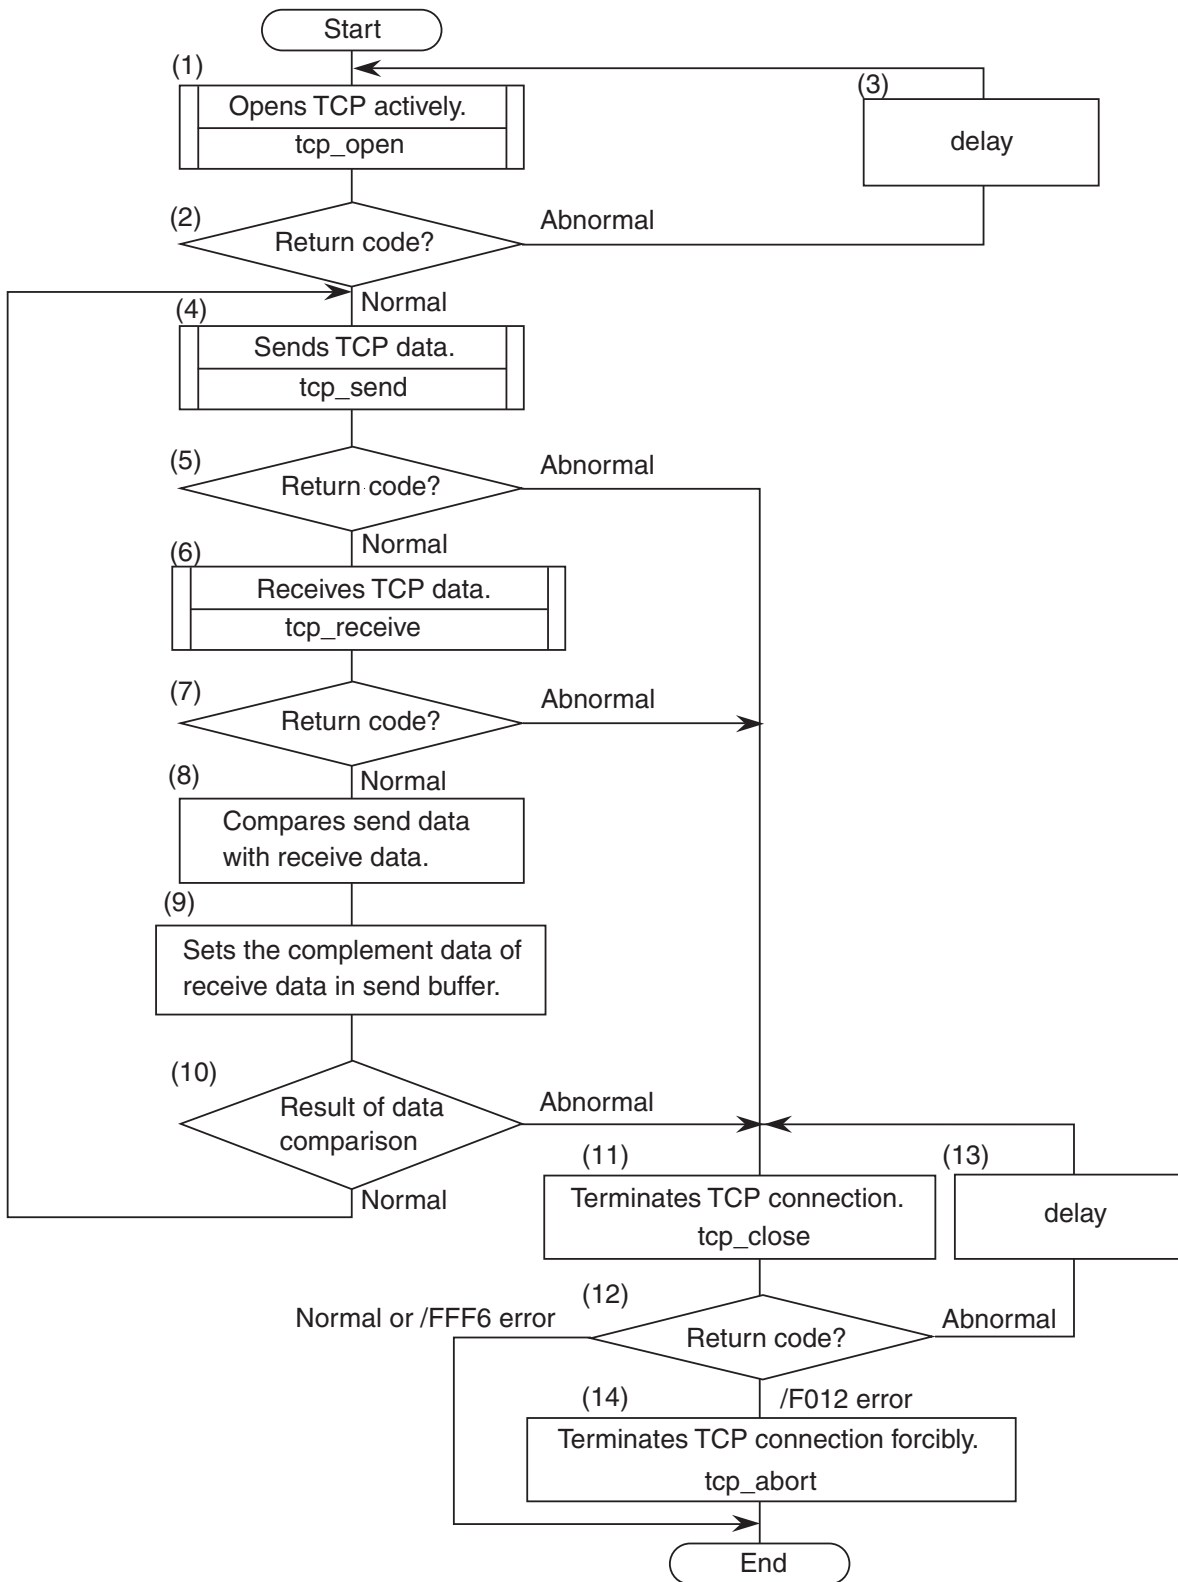 Start
(1)
Opens TCP actively.
tcp_open
(3)
delay
(2)
Return code?
Abnormal
Normal
(4)
Sends TCP data.
tcp_send
(5)
Return code?
Abnormal
Normal
(6)
Receives TCP data.
tcp_receive
(7)
Return code?
Abnormal
Normal
(8)
Compares send data
with receive data.
(9)
Sets the complement data of
receive data in send buffer.
(10)
Result of data
comparison
Abnormal
Normal
(11)
Terminates TCP connection.
tcp_close
(13)
delay
(12)
Return code?
Normal or /FFF6 error
Abnormal
/F012 error
(14)
Terminates TCP connection forcibly.
tcp_abort
End